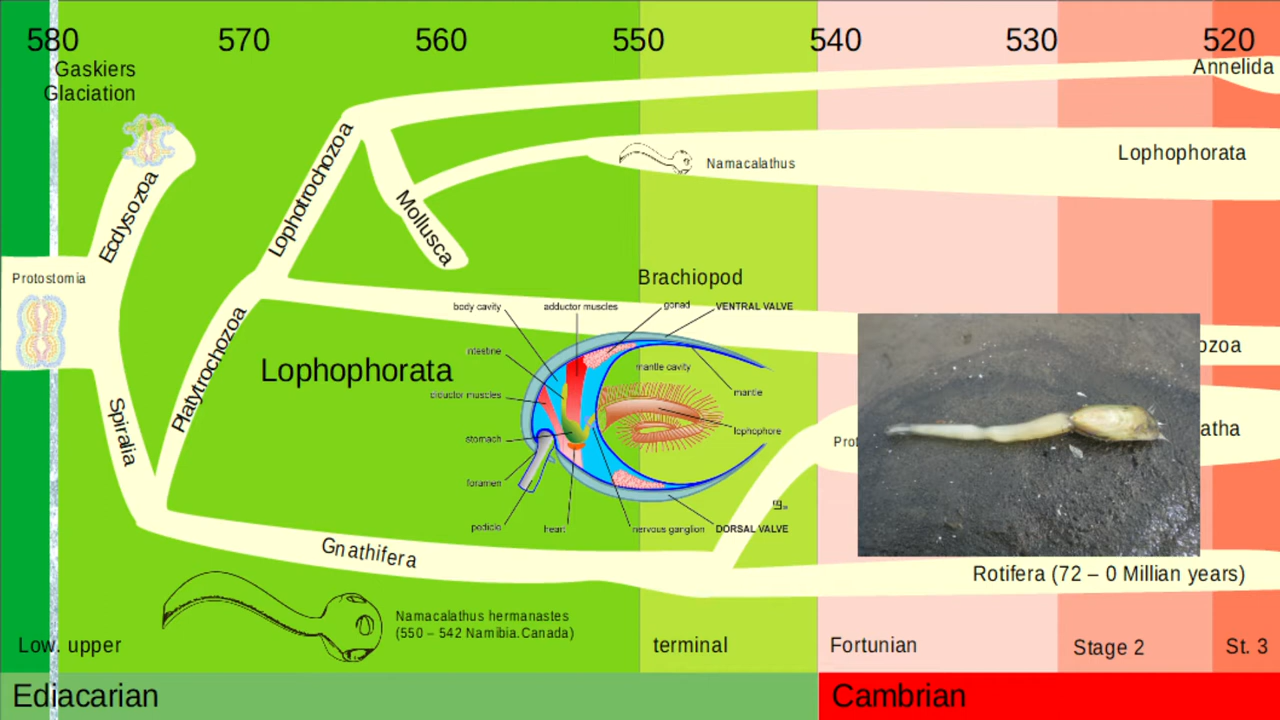 580 570 560 550 540 530 520
Gaskiers
Glaciation
Annelida
Lophophorata
Namacalathus
Ecdysozoa
Lophotrochozoa
Mollusca
Protostomia
Brachiopod
body cavity
adductor muscles
gonad
VENTRAL VALVE
Platytrochozoa
Lophophorata
intestine
mantle cavity
mantle
stomach
lophophore
foramen
pedicle
heart
nervous ganglion
DORSAL VALVE
Spiralia
ozoa
Prot
atha
Gnathifera
Rotifera (72 – 0 Millian years)
Namacalathus hermanastes
(550 – 542 Namibia.Canada)
Low. upper
terminal
Fortunian
Stage 2
St. 3
Ediacarian
Cambrian